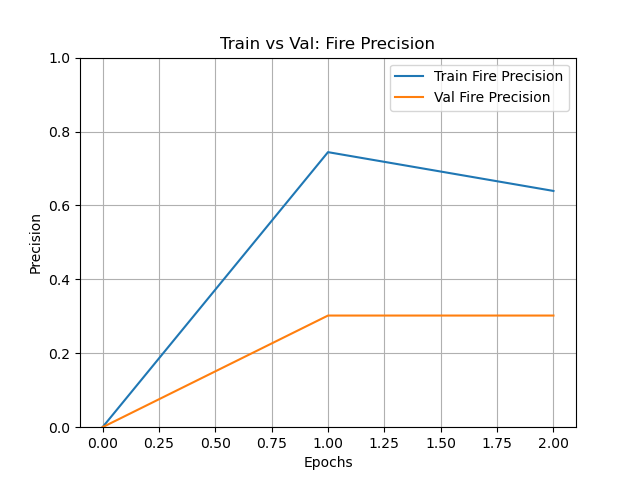 Train vs Val: Fire Precision
Train Fire Precision
Val Fire Precision
Precision
1.0
0.8
0.6
0.4
0.2
0.0
0.00 0.25 0.50 0.75 1.00 1.25 1.50 1.75 2.00
Epochs